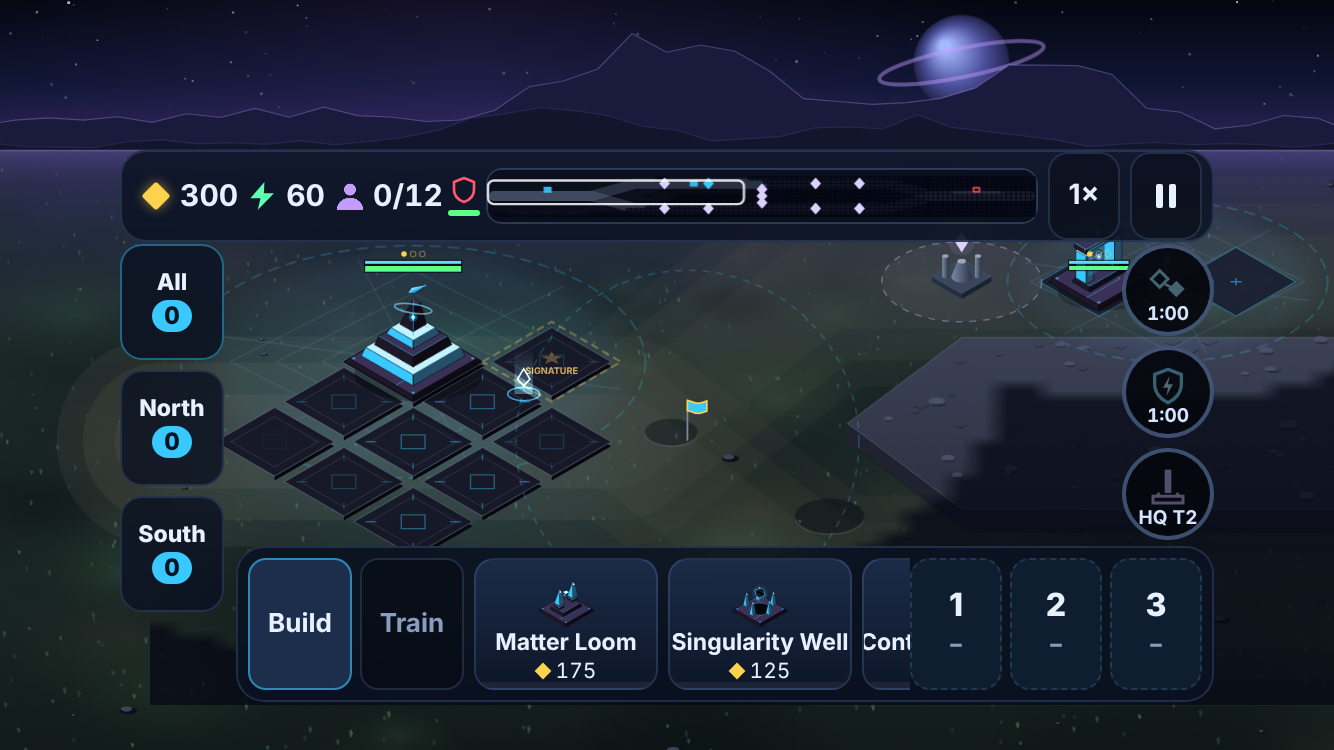 300 60 0/12 1×
All
0
North
0
South
0
SIGNATURE
1:00
1:00
HQ T2
Build
Train
Matter Loom
175
Singularity Well
125
Cont
1
–
2
–
3
–